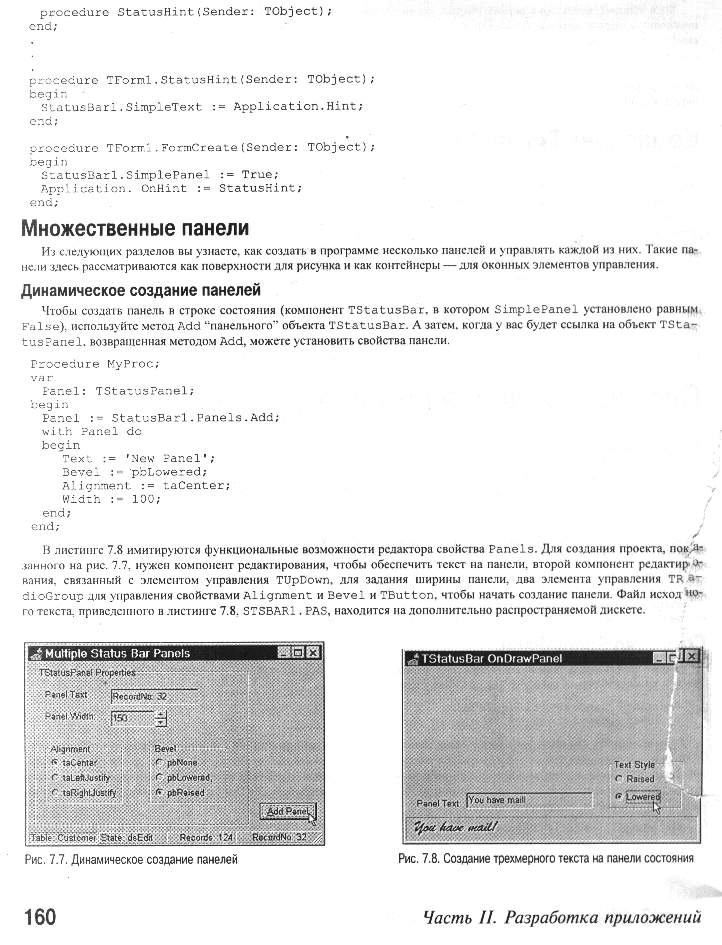 procedure StatusHint(Sender: TObject);
end;
.
.
.
procedure TForm1.StatusHint(Sender: TObject);
begin
StatusBar1.SimpleText := Application.Hint;
end;
procedure TForm1.FormCreate(Sender: TObject);
begin
StatusBar1.SimplePanel := True;
Application. OnHint := StatusHint;
end;
Множественные панели
Из следующих разделов вы узнаете, как создать в программе несколько панелей и управлять каждой из них. Такие па-
нели здесь рассматриваются как поверхности для рисунка и как контейнеры — для оконных элементов управления.
Динамическое создание панелей
Чтобы создать панель в строке состояния (компонент TStatusBar, в котором SimplePanel установлено равным
False), используйте метод Add “панельного” объекта TStatusBar. А затем, когда у вас будет ссылка на объект TSta-
tusPanel, возвращенная методом Add, можете установить свойства панели.
Procedure MyProc;
var
Panel: TStatusPanel;
begin
Panel := StatusBar1.Panels.Add;
with Panel do
begin
Text := 'New Panel';
Bevel := pbLowered;
Alignment := taCenter;
Width := 100;
end;
end;
В листинге 7.8 имитируются функциональные возможности редактора свойства Panels. Для создания проекта, пока-
занного на рис. 7.7, нужен компонент редактирования, чтобы обеспечить текст на панели, второй компонент редактиро-
вания, связанный с элементом управления TUpDown, для задания ширины панели, два элемента управления TRa-
dioGroup для управления свойствами Alignment и Bevel и TButton, чтобы начать создание панели. Файл исходно-
го текста, приведенного в листинге 7.8, STSBAR1.PAS, находится на дополнительно распространяемой дискете.
Multiple Status Bar Panels
TStatusPanel Properties
Panel Text RecordNo: 32
Panel Width: 150
Alignment Bevel
taCenter pbNone
taLeftJustify pbLowered
taRightJustify pbRaised
Add Panel
Table: Customer State: dsEdit Records: 124 RecordNo: 32
Рис. 7.7. Динамическое создание панелей
TStatusBar OnDrawPanel
Text Style
Raised
Lowered
Panel Text: You have mail!
You have mail!
Рис. 7.8. Создание трехмерного текста на панели состояния
160
Часть II. Разработка приложений